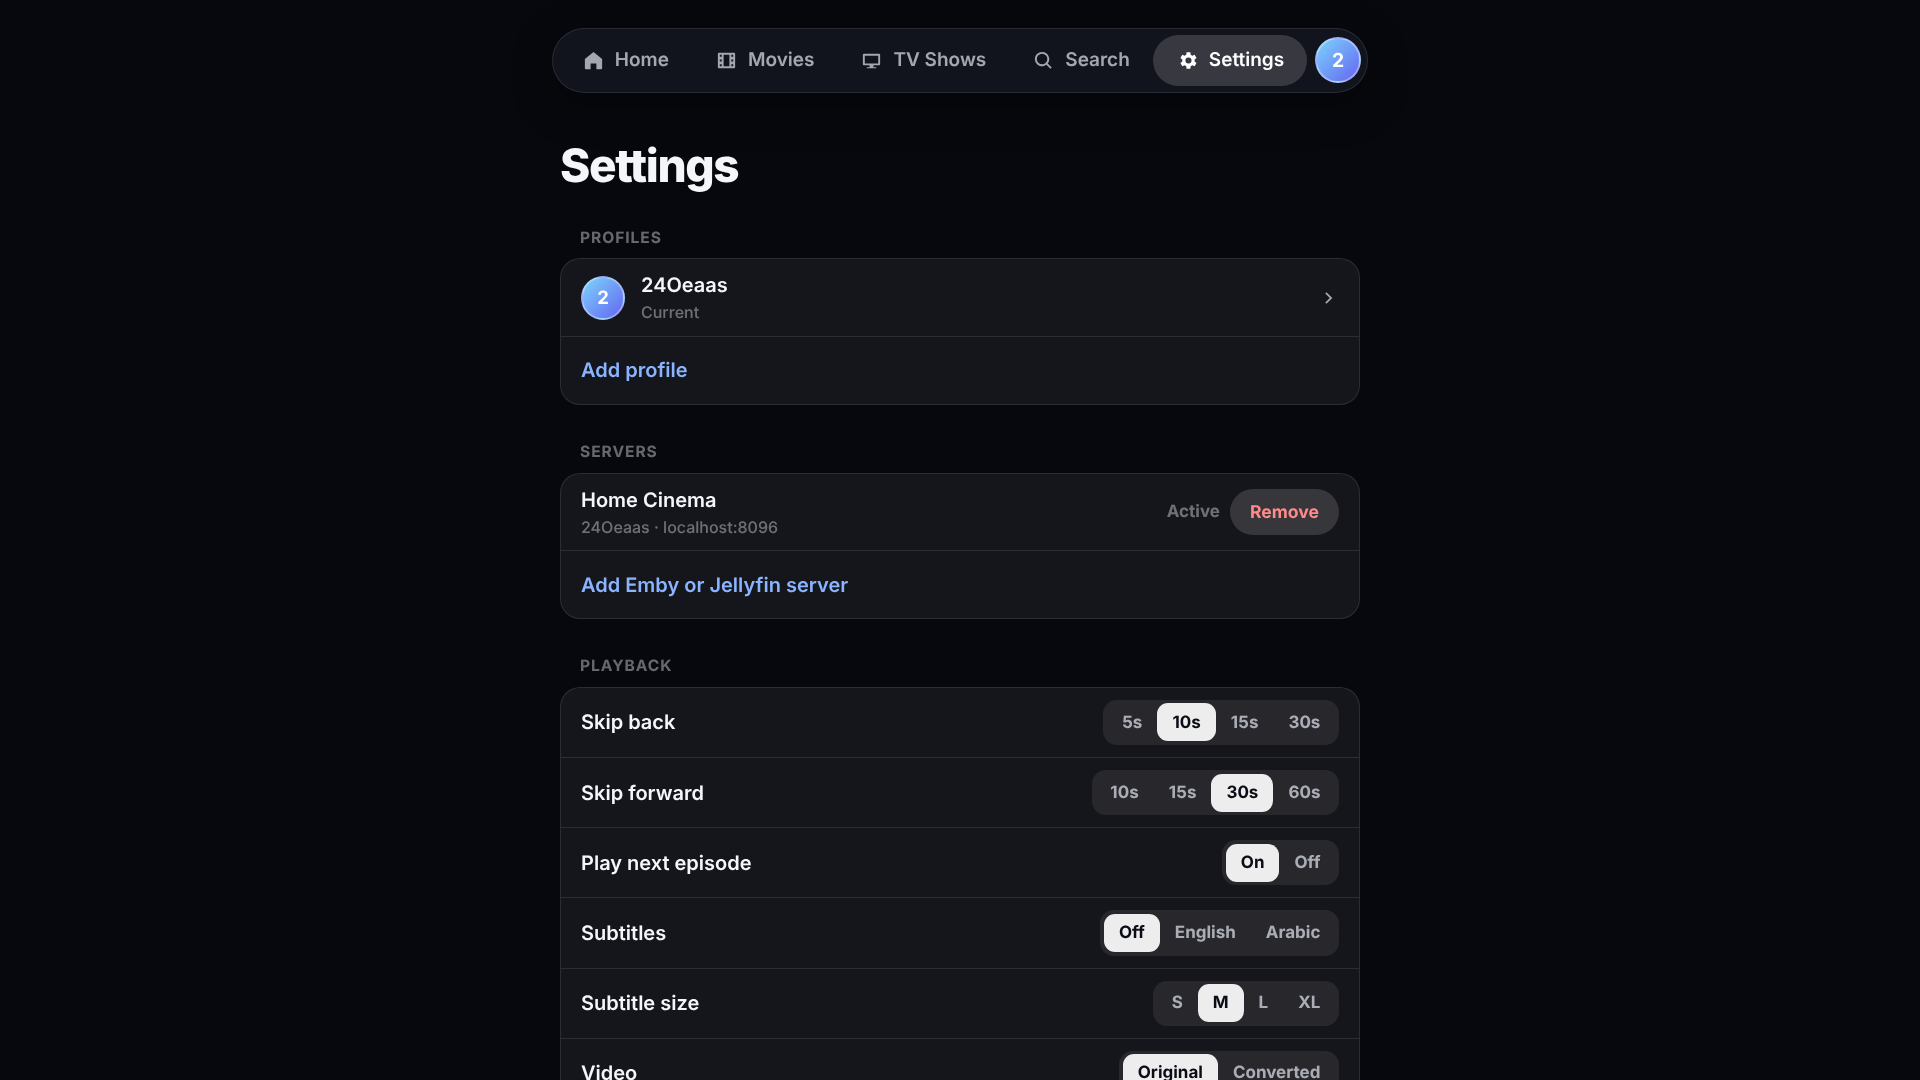 Home
Movies
TV Shows
Search
Settings
2
Settings
PROFILES
2
24Oeaas
Current
Add profile
SERVERS
Home Cinema
24Oeaas · localhost:8096
Active
Remove
Add Emby or Jellyfin server
PLAYBACK
Skip back
5s 10s 15s 30s
Skip forward
10s 15s 30s 60s
Play next episode
On Off
Subtitles
Off English Arabic
Subtitle size
S M L XL
Video
Original Converted